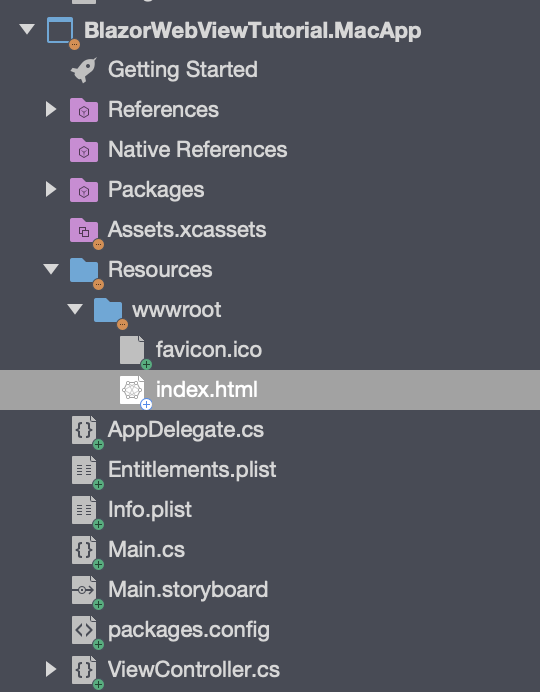 BlazorWebViewTutorial.MacApp
Getting Started
References
Native References
Packages
Assets.xcassets
Resources
wwwroot
favicon.ico
index.html
AppDelegate.cs
Entitlements.plist
Info.plist
Main.cs
Main.storyboard
packages.config
ViewController.cs